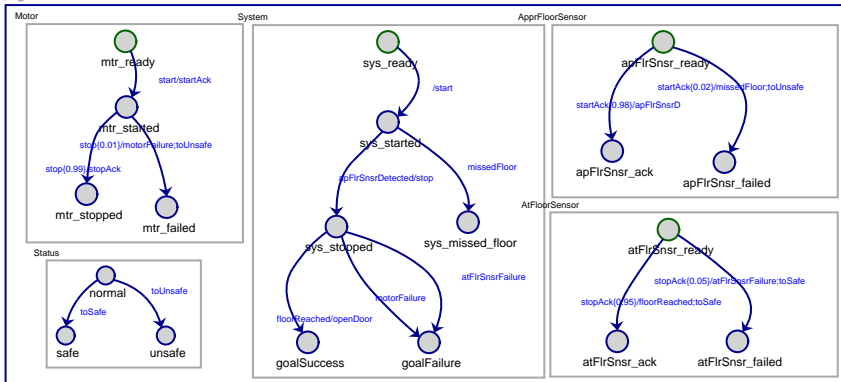 Motor
mtr_ready
start/startAck
mtr_started
stop{0.01}/motorFailure;toUnsafe
stop{0.99}/stopAck
mtr_stopped
mtr_failed
Status
normal
toSafe
toUnsafe
safe
unsafe
System
sys_ready
/start
sys_started
apFlrSnsrDetected/stop
missedFloor
sys_stopped
sys_missed_floor
atFlrSnsrFailure
motorFailure
floorReached/openDoor
goalSuccess
goalFailure
ApprFloorSensor
apFlrSnsr_ready
startAck{0.02}/missedFloor;toUnsafe
startAck{0.98}/apFlrSnsrD
apFlrSnsr_ack
apFlrSnsr_failed
AtFloorSensor
atFlrSnsr_ready
stopAck{0.05}/atFlrSnsrFailure;toSafe
stopAck{0.95}/floorReached;toSafe
atFlrSnsr_ack
atFlrSnsr_failed